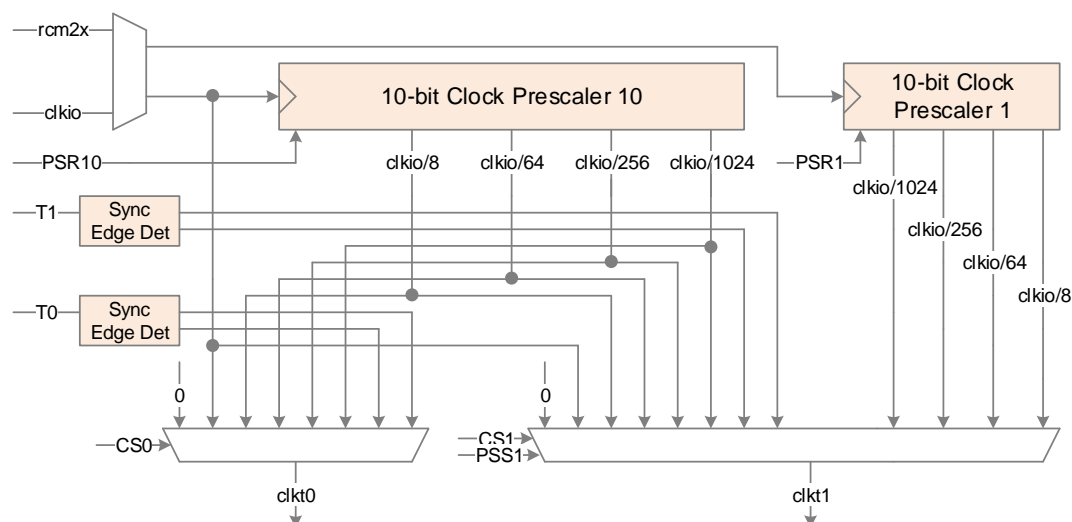 rcm2x
10-bit Clock Prescaler 10
10-bit Clock
Prescaler 1
clkio
PSR10
clkio/8
clkio/64
clkio/256
clkio/1024
PSR1
clkio/1024
T1
Sync
Edge Det
clkio/256
clkio/64
clkio/8
T0
Sync
Edge Det
0
0
CS0
CS1
PSS1
clkt0
clkt1